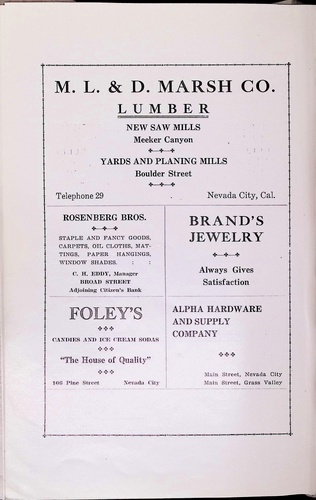 M. L. & D. MARSH CO.
LUMBER
NEW SAW MILLS
Meeker Canyon
YARDS AND PLANING MILLS
Boulder Street
Telephone 29 Nevada City, Cal.
ROSENBERG BROS.
STAPLE AND FANCY GOODS,
CARPETS, OIL CLOTHS, MAT-
TINGS, PAPER HANGINGS,
WINDOW SHADES. : :
C. H. EDDY, Manager
BROAD STREET
Adjoining Citizen's Bank
BRAND'S
JEWELRY
Always Gives
Satisfaction
FOLEY'S
CANDIES AND ICE CREAM SODAS
"The House of Quality"
106 Pine Street Nevada City
ALPHA HARDWARE
AND SUPPLY
COMPANY
Main Street, Nevada City
Main Street, Grass Valley